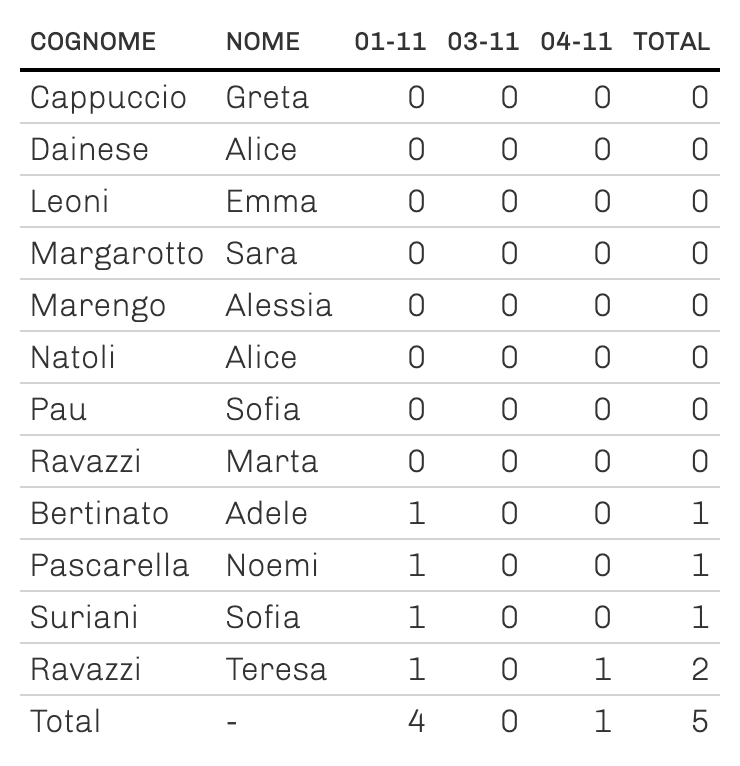 COGNOME NOME 01-11 03-11 04-11 TOTAL
Cappuccio Greta 0 0 0 0
Dainese Alice 0 0 0 0
Leoni Emma 0 0 0 0
Margarotto Sara 0 0 0 0
Marengo Alessia 0 0 0 0
Natoli Alice 0 0 0 0
Pau Sofia 0 0 0 0
Ravazzi Marta 0 0 0 0
Bertinato Adele 1 0 0 1
Pascarella Noemi 1 0 0 1
Suriani Sofia 1 0 0 1
Ravazzi Teresa 1 0 1 2
Total - 4 0 1 5